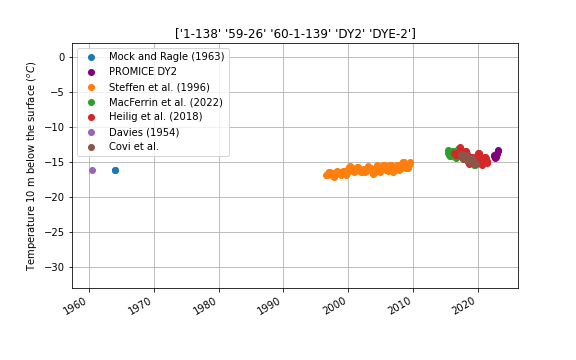 ['1-138' '59-26' '60-1-139' 'DY2' 'DYE-2']
Mock and Ragle (1963)
PROMICE DY2
Steffen et al. (1996)
MacFerrin et al. (2022)
Heilig et al. (2018)
Davies (1954)
Covi et al.
Temperature 10 m below the surface (°C)
0
−5
−10
−15
−20
−25
−30
1960
1970
1980
1990
2000
2010
2020